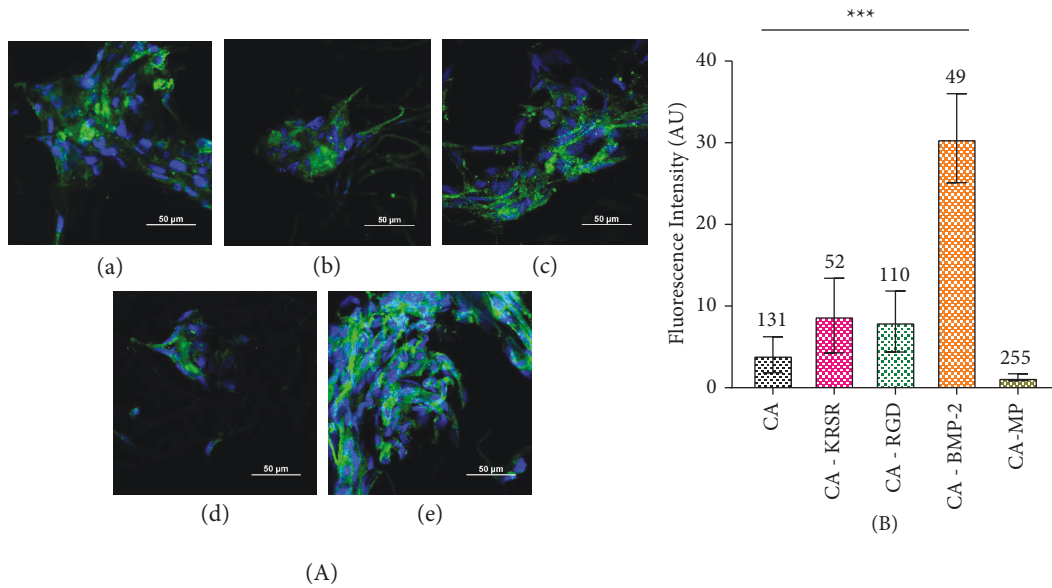 50 µm
50 µm
50 µm
(a)
(b)
(c)
50 µm
50 µm
(d)
(e)
(A)
***
Fluorescence Intensity (AU)
40
30
20
10
0
131
52
110
49
255
CA
CA - KRSR
CA - RGD
CA - BMP-2
CA-MP
(B)